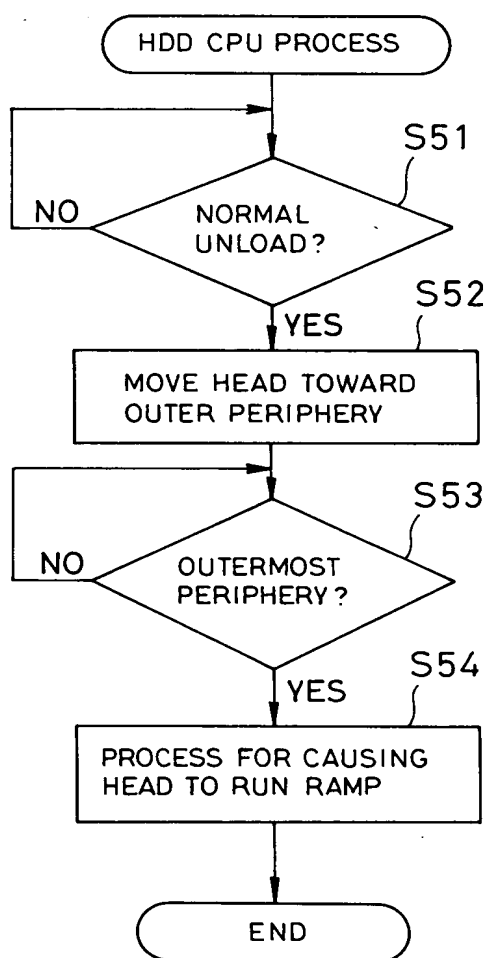 HDD CPU PROCESS
S51
NORMAL
UNLOAD?
NO
YES
S52
MOVE HEAD TOWARD
OUTER PERIPHERY
S53
OUTERMOST
PERIPHERY?
NO
YES
S54
PROCESS FOR CAUSING
HEAD TO RUN RAMP
END